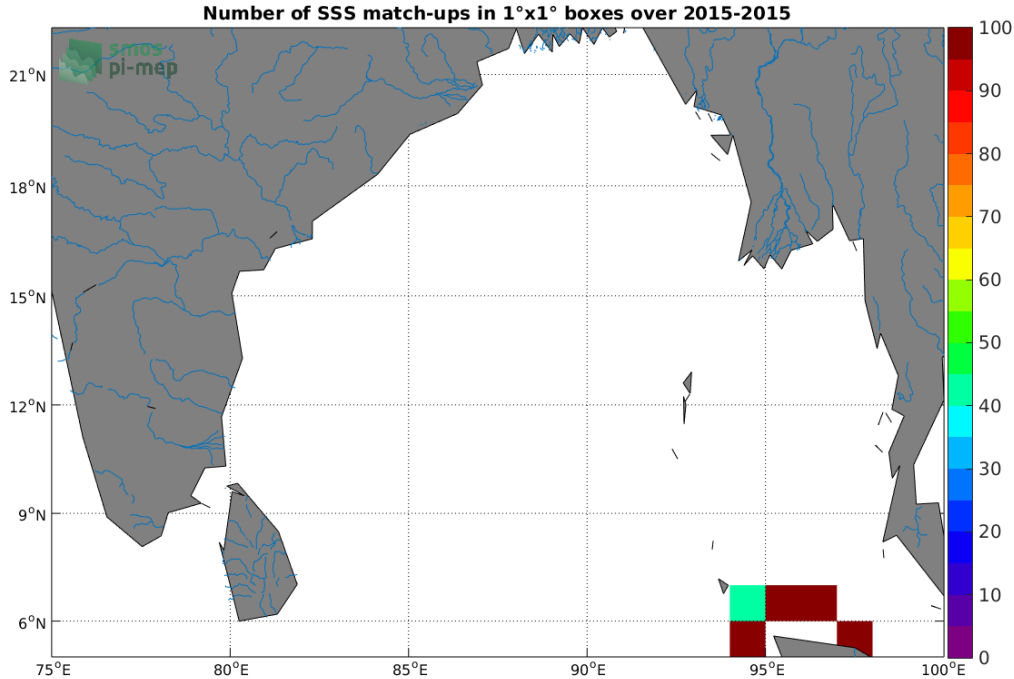 Number of SSS match-ups in 1°x1° boxes over 2015-2015
smos
pi-mep
21°N
18°N
15°N
12°N
9°N
6°N
75°E
80°E
85°E
90°E
95°E
100°E
100
90
80
70
60
50
40
30
20
10
0